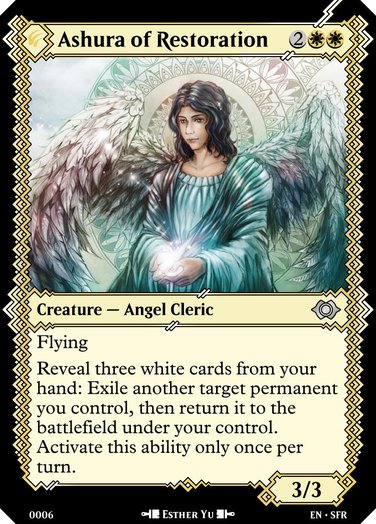 Ashura of Restoration 2
Creature — Angel Cleric
Flying
Reveal three white cards from your
hand: Exile another target permanent
you control, then return it to the
battlefield under your control.
Activate this ability only once per
turn.
3/3
0006 Esther Yu EN • SFR